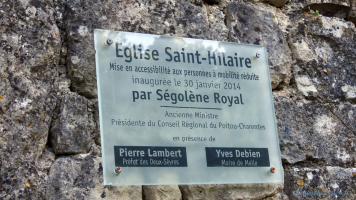 Église Saint-Hilaire
Mise en accessibilité aux personnes à mobilité réduite
inaugurée le 30 janvier 2014
par Ségolène Royal
Ancienne Ministre
Présidente du Conseil Régional du Poitou-Charentes
en présence de
Pierre Lambert
Préfet des Deux-Sèvres
Yves Debien
Maire de Melle